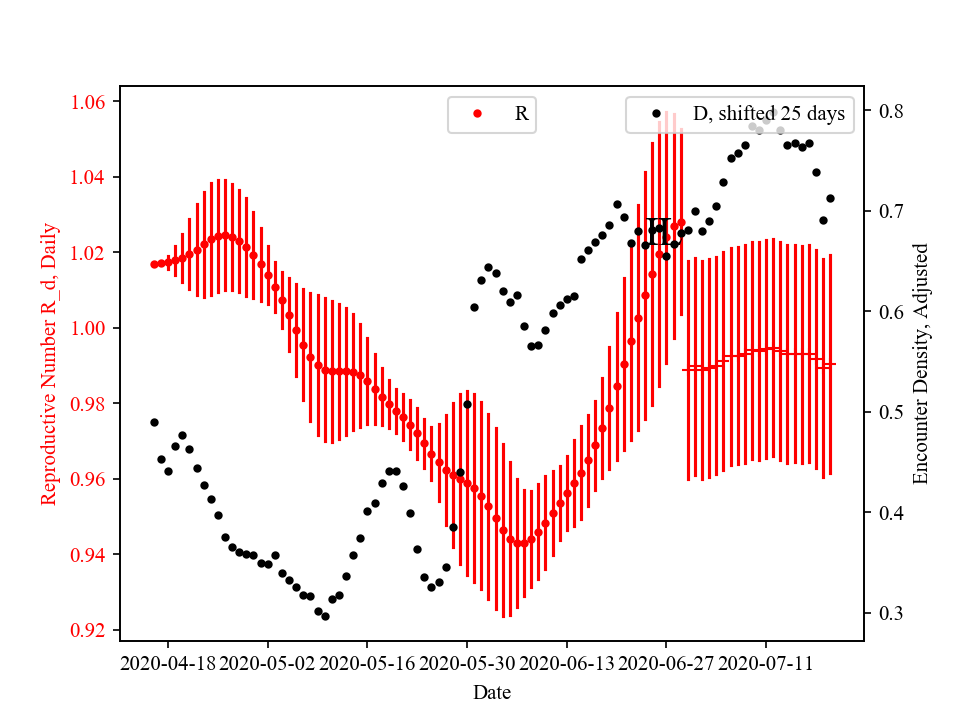 R
D, shifted 25 days
1.06
1.04
1.02
1.00
0.98
0.96
0.94
0.92
Reproductive Number R_d, Daily
H
0.8
0.7
0.6
0.5
0.4
0.3
Encounter Density, Adjusted
2020-04-18 2020-05-02 2020-05-16 2020-05-30 2020-06-13 2020-06-27 2020-07-11
Date